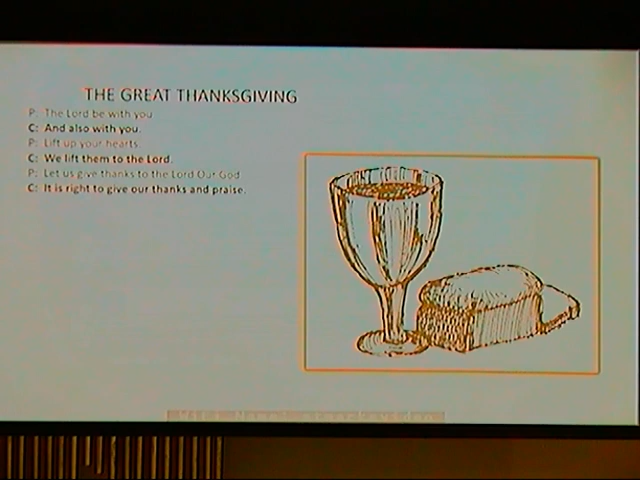 THE GREAT THANKSGIVING
P: The Lord be with you
C: And also with you.
P: Lift up your hearts.
C: We lift them to the Lord.
P: Let us give thanks to the Lord Our God
C: It is right to give our thanks and praise.